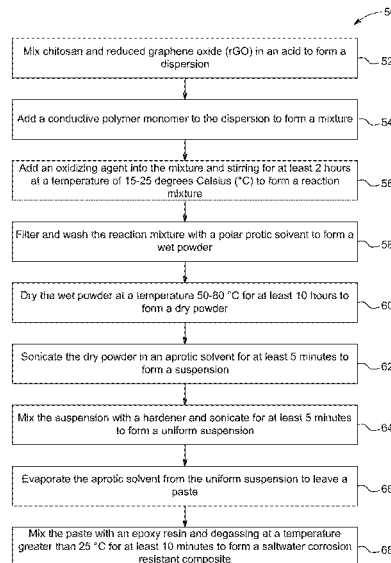 50
Mix chitosan and reduced graphene oxide (rGO) in an acid to form a
dispersion
52
Add a conductive polymer monomer to the dispersion to form a mixture
54
Add an oxidizing agent into the mixture and stirring for at least 2 hours
at a temperature of 15-25 degrees Celsius (°C) to form a reaction
mixture
56
Filter and wash the reaction mixture with a polar protic solvent to form a
wet powder
58
Dry the wet powder at a temperature 50-80 °C for at least 10 hours to
form a dry powder
60
Sonicate the dry powder in an aprotic solvent for at least 5 minutes to
form a suspension
62
Mix the suspension with a hardener and sonicate for at least 5 minutes
to form a uniform suspension
64
Evaporate the aprotic solvent from the uniform suspension to leave a
paste
66
Mix the paste with an epoxy resin and degassing at a temperature
greater than 25 °C for at least 10 minutes to form a saltwater corrosion
resistant composite
68